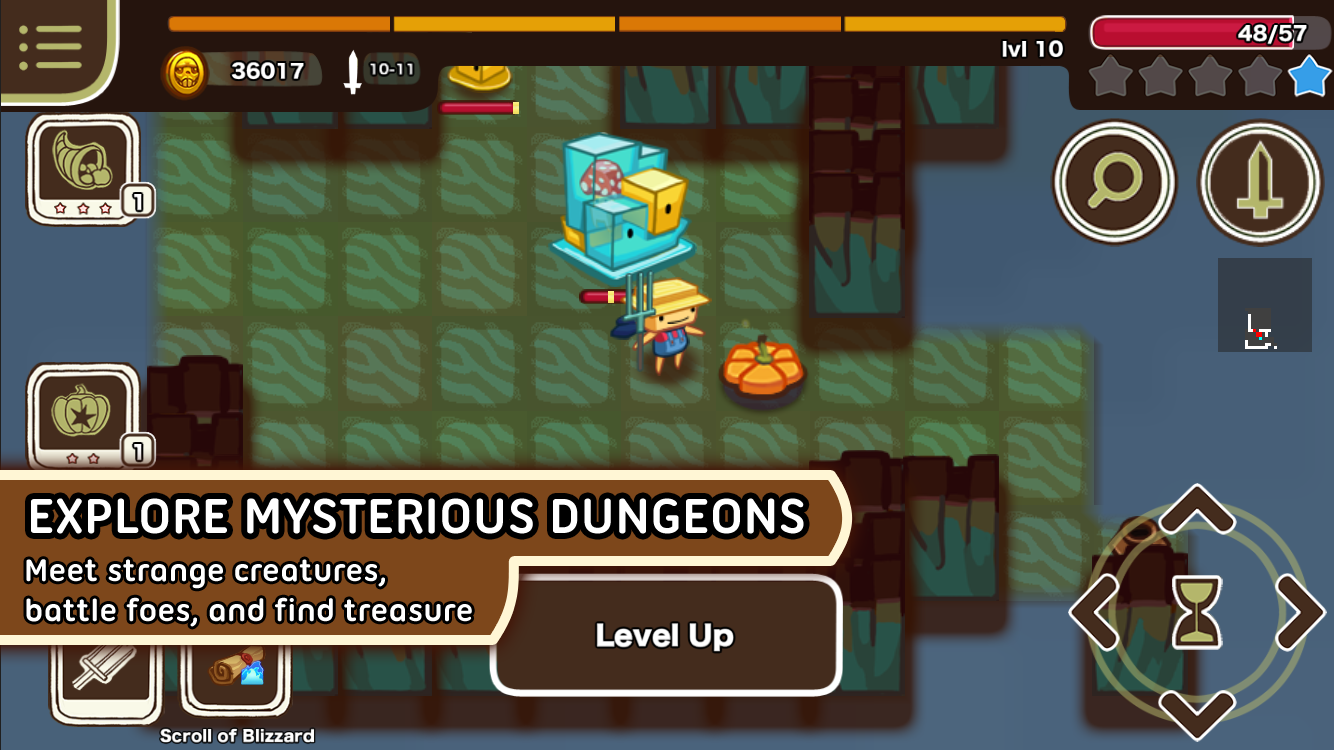 lvl 10
48/57
36017
10-11
1
1
EXPLORE MYSTERIOUS DUNGEONS
Meet strange creatures,
battle foes, and find treasure
Level Up
Scroll of Blizzard